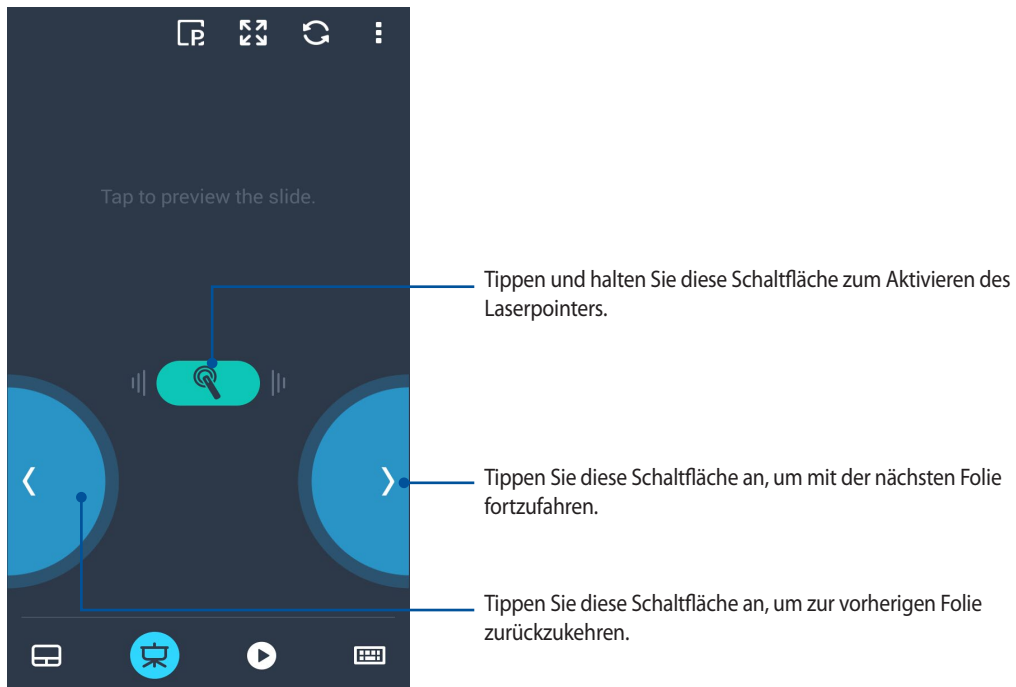 Tap to preview the slide.
Tippen und halten Sie diese Schaltfläche zum Aktivieren des
Laserpointers.
Tippen Sie diese Schaltfläche an, um mit der nächsten Folie
fortzufahren.
Tippen Sie diese Schaltfläche an, um zur vorherigen Folie
zurückzukehren.